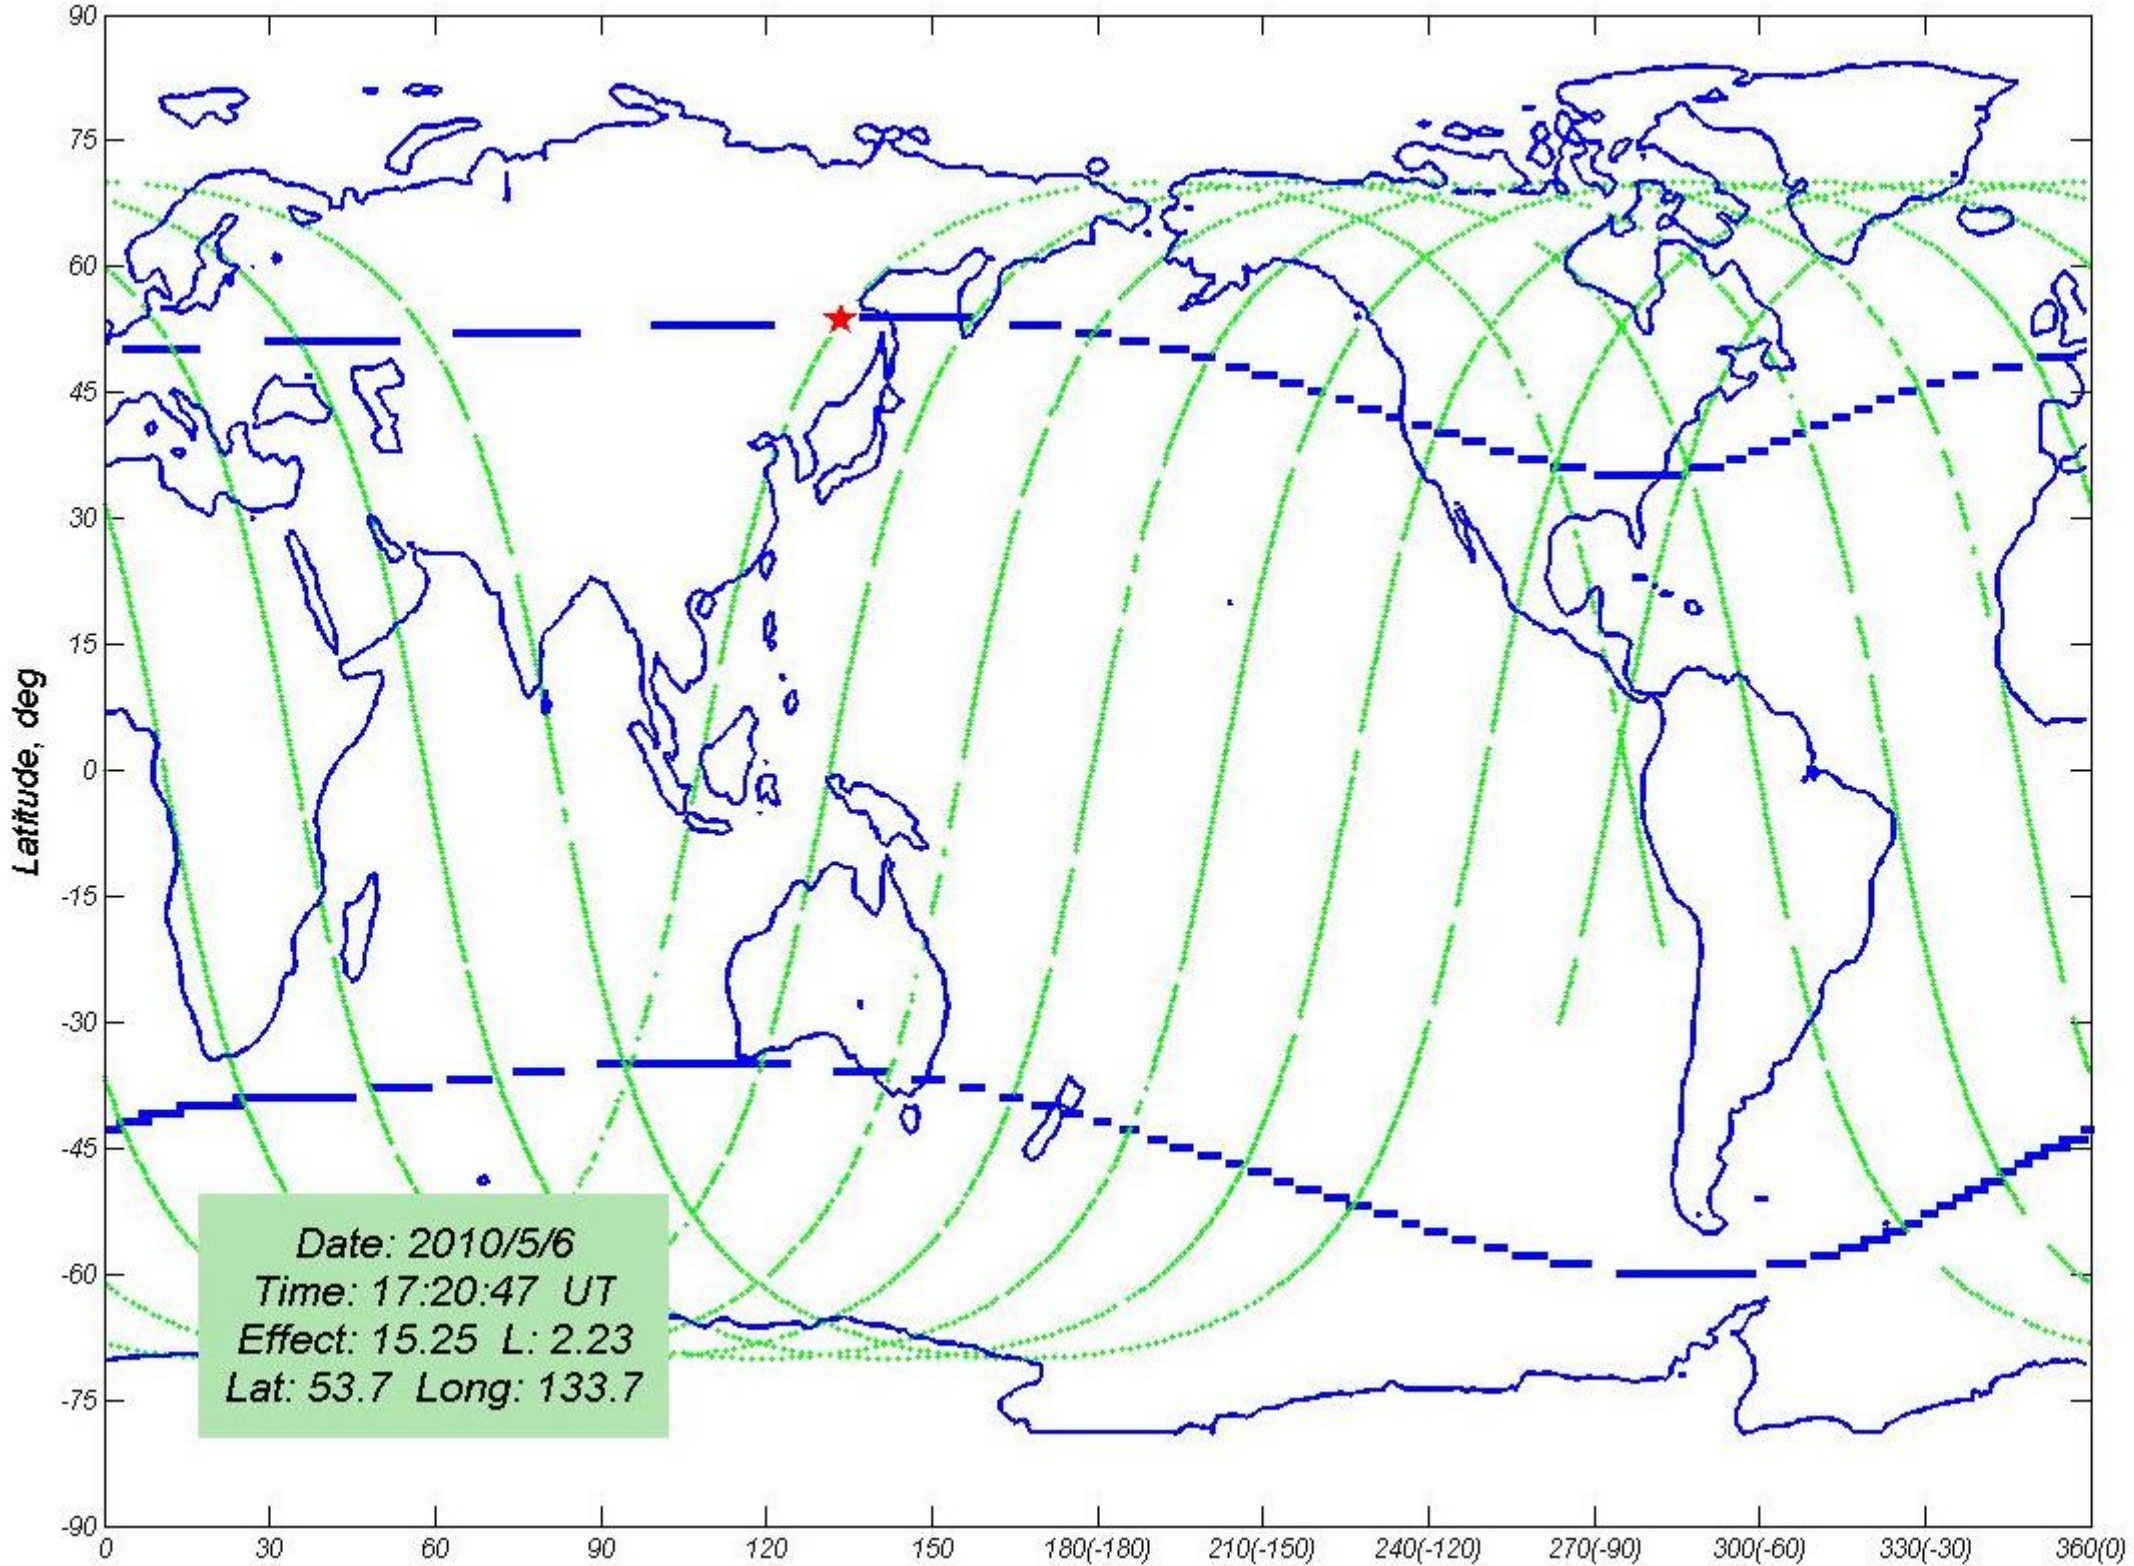 90
75
60
45
30
15
0
-15
-30
-45
-60
-75
-90
Latitude, deg
Date: 2010/5/6
Time: 17:20:47 UT
Effect: 15.25 L: 2.23
Lat: 53.7 Long: 133.7
0 30 60 90 120 150 180(-180) 210(-150) 240(-120) 270(-90) 300(-60) 330(-30) 360(0)